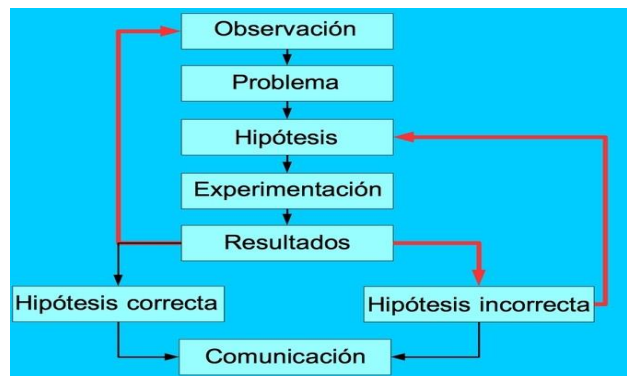 Observación
Problema
Hipótesis
Experimentación
Resultados
Hipótesis correcta
Hipótesis incorrecta
Comunicación